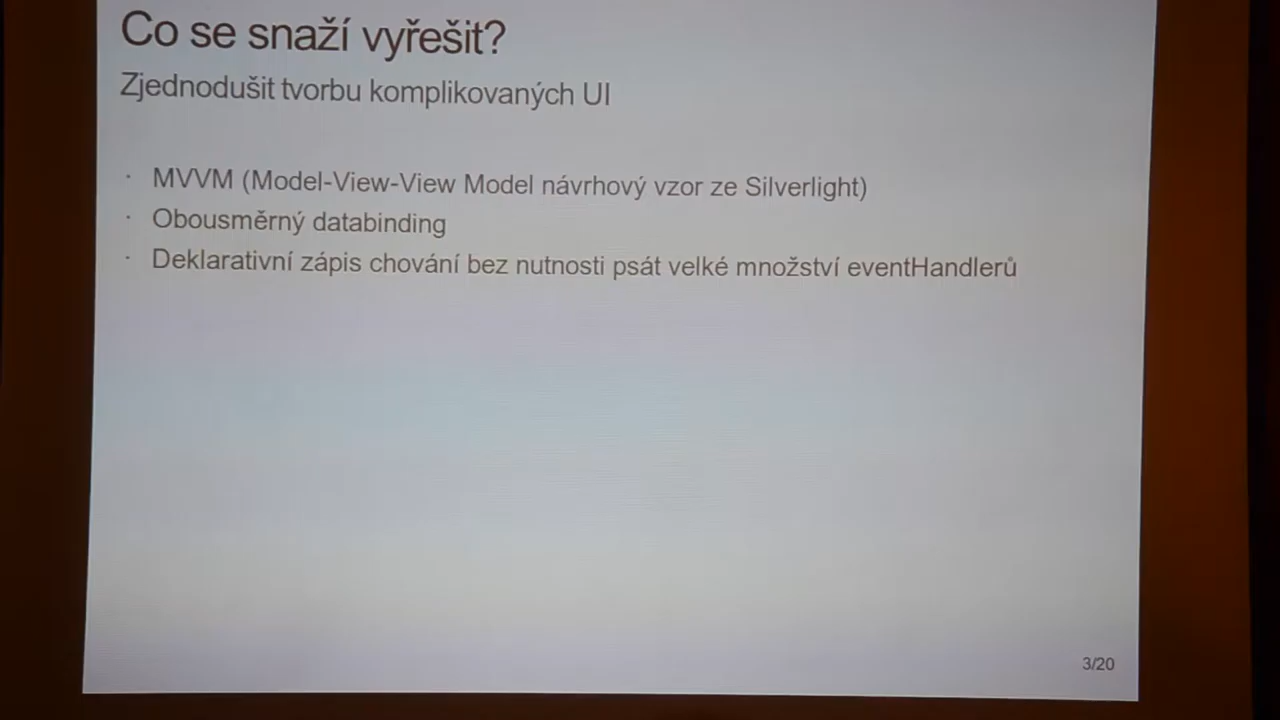 Co se snaží vyřešit?
Zjednodušit tvorbu komplikovaných UI
· MVVM (Model-View-View Model návrhový vzor ze Silverlight)
· Obousměrný databinding
· Deklarativní zápis chování bez nutnosti psát velké množství eventHandlerů
3/20